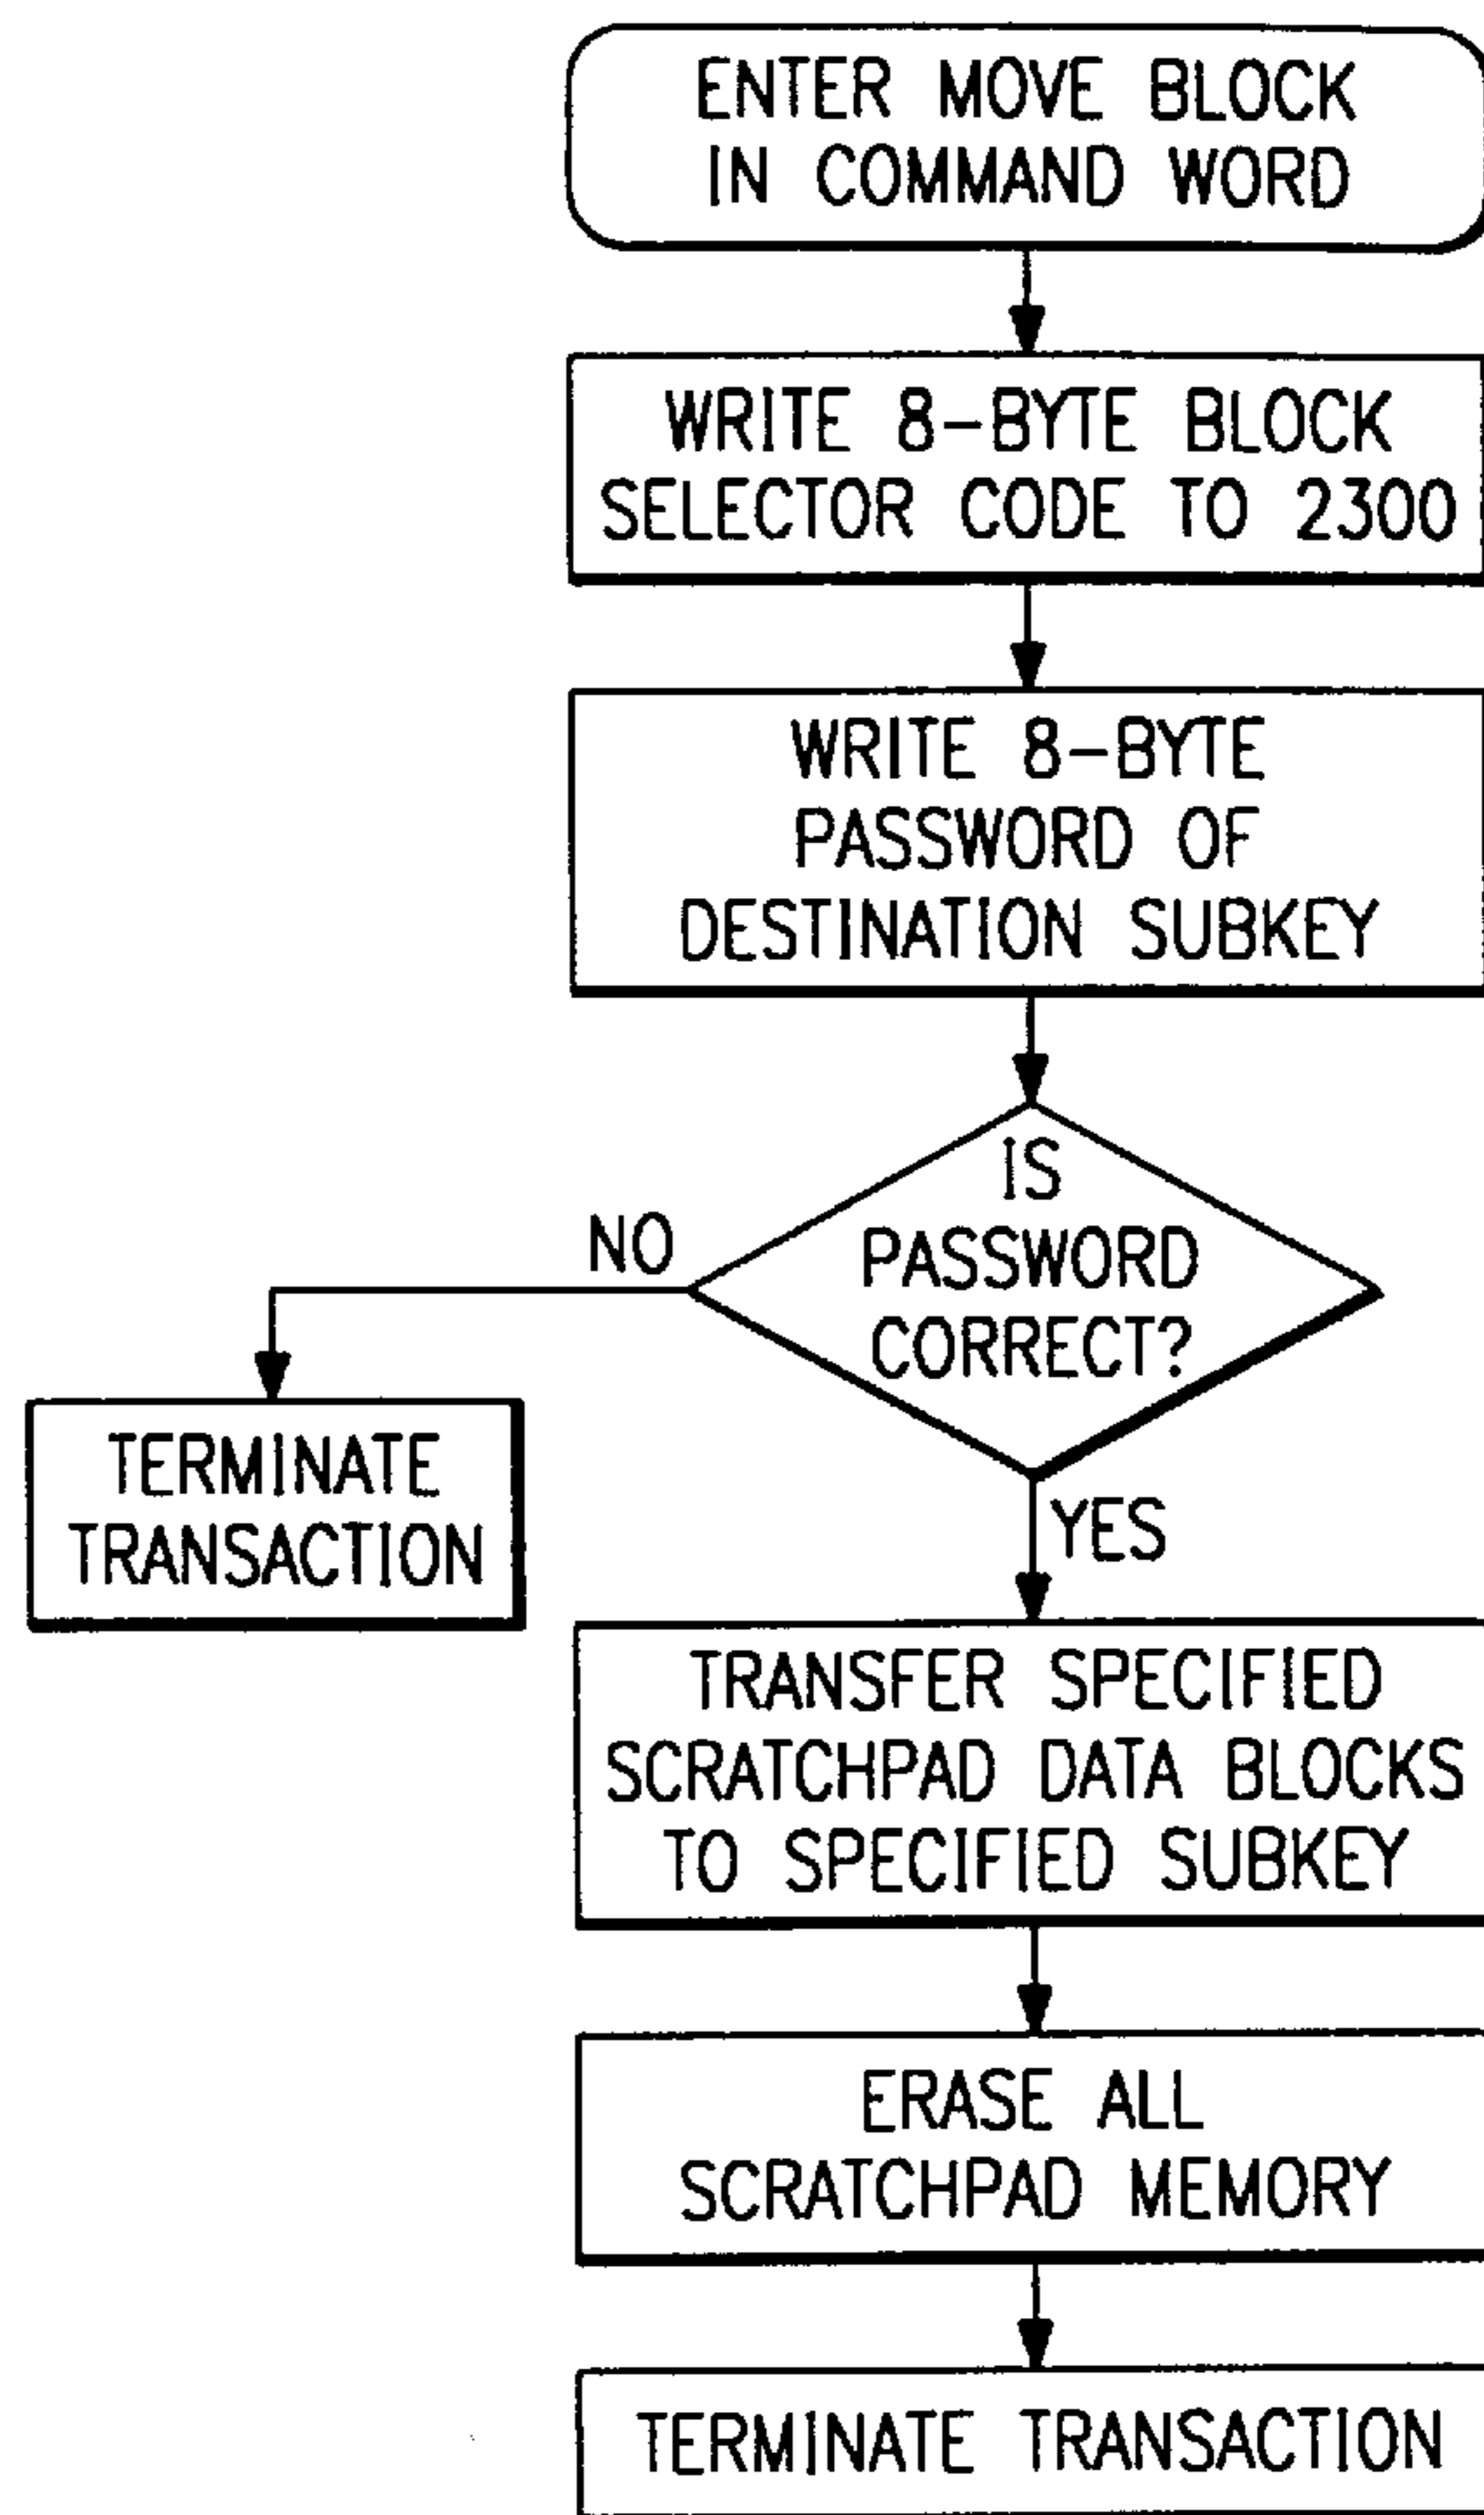 ENTER MOVE BLOCK
IN COMMAND WORD
WRITE 8-BYTE BLOCK
SELECTOR CODE TO 2300
WRITE 8-BYTE
PASSWORD OF
DESTINATION SUBKEY
IS
PASSWORD
CORRECT?
NO
TERMINATE
TRANSACTION
YES
TRANSFER SPECIFIED
SCRATCHPAD DATA BLOCKS
TO SPECIFIED SUBKEY
ERASE ALL
SCRATCHPAD MEMORY
TERMINATE TRANSACTION